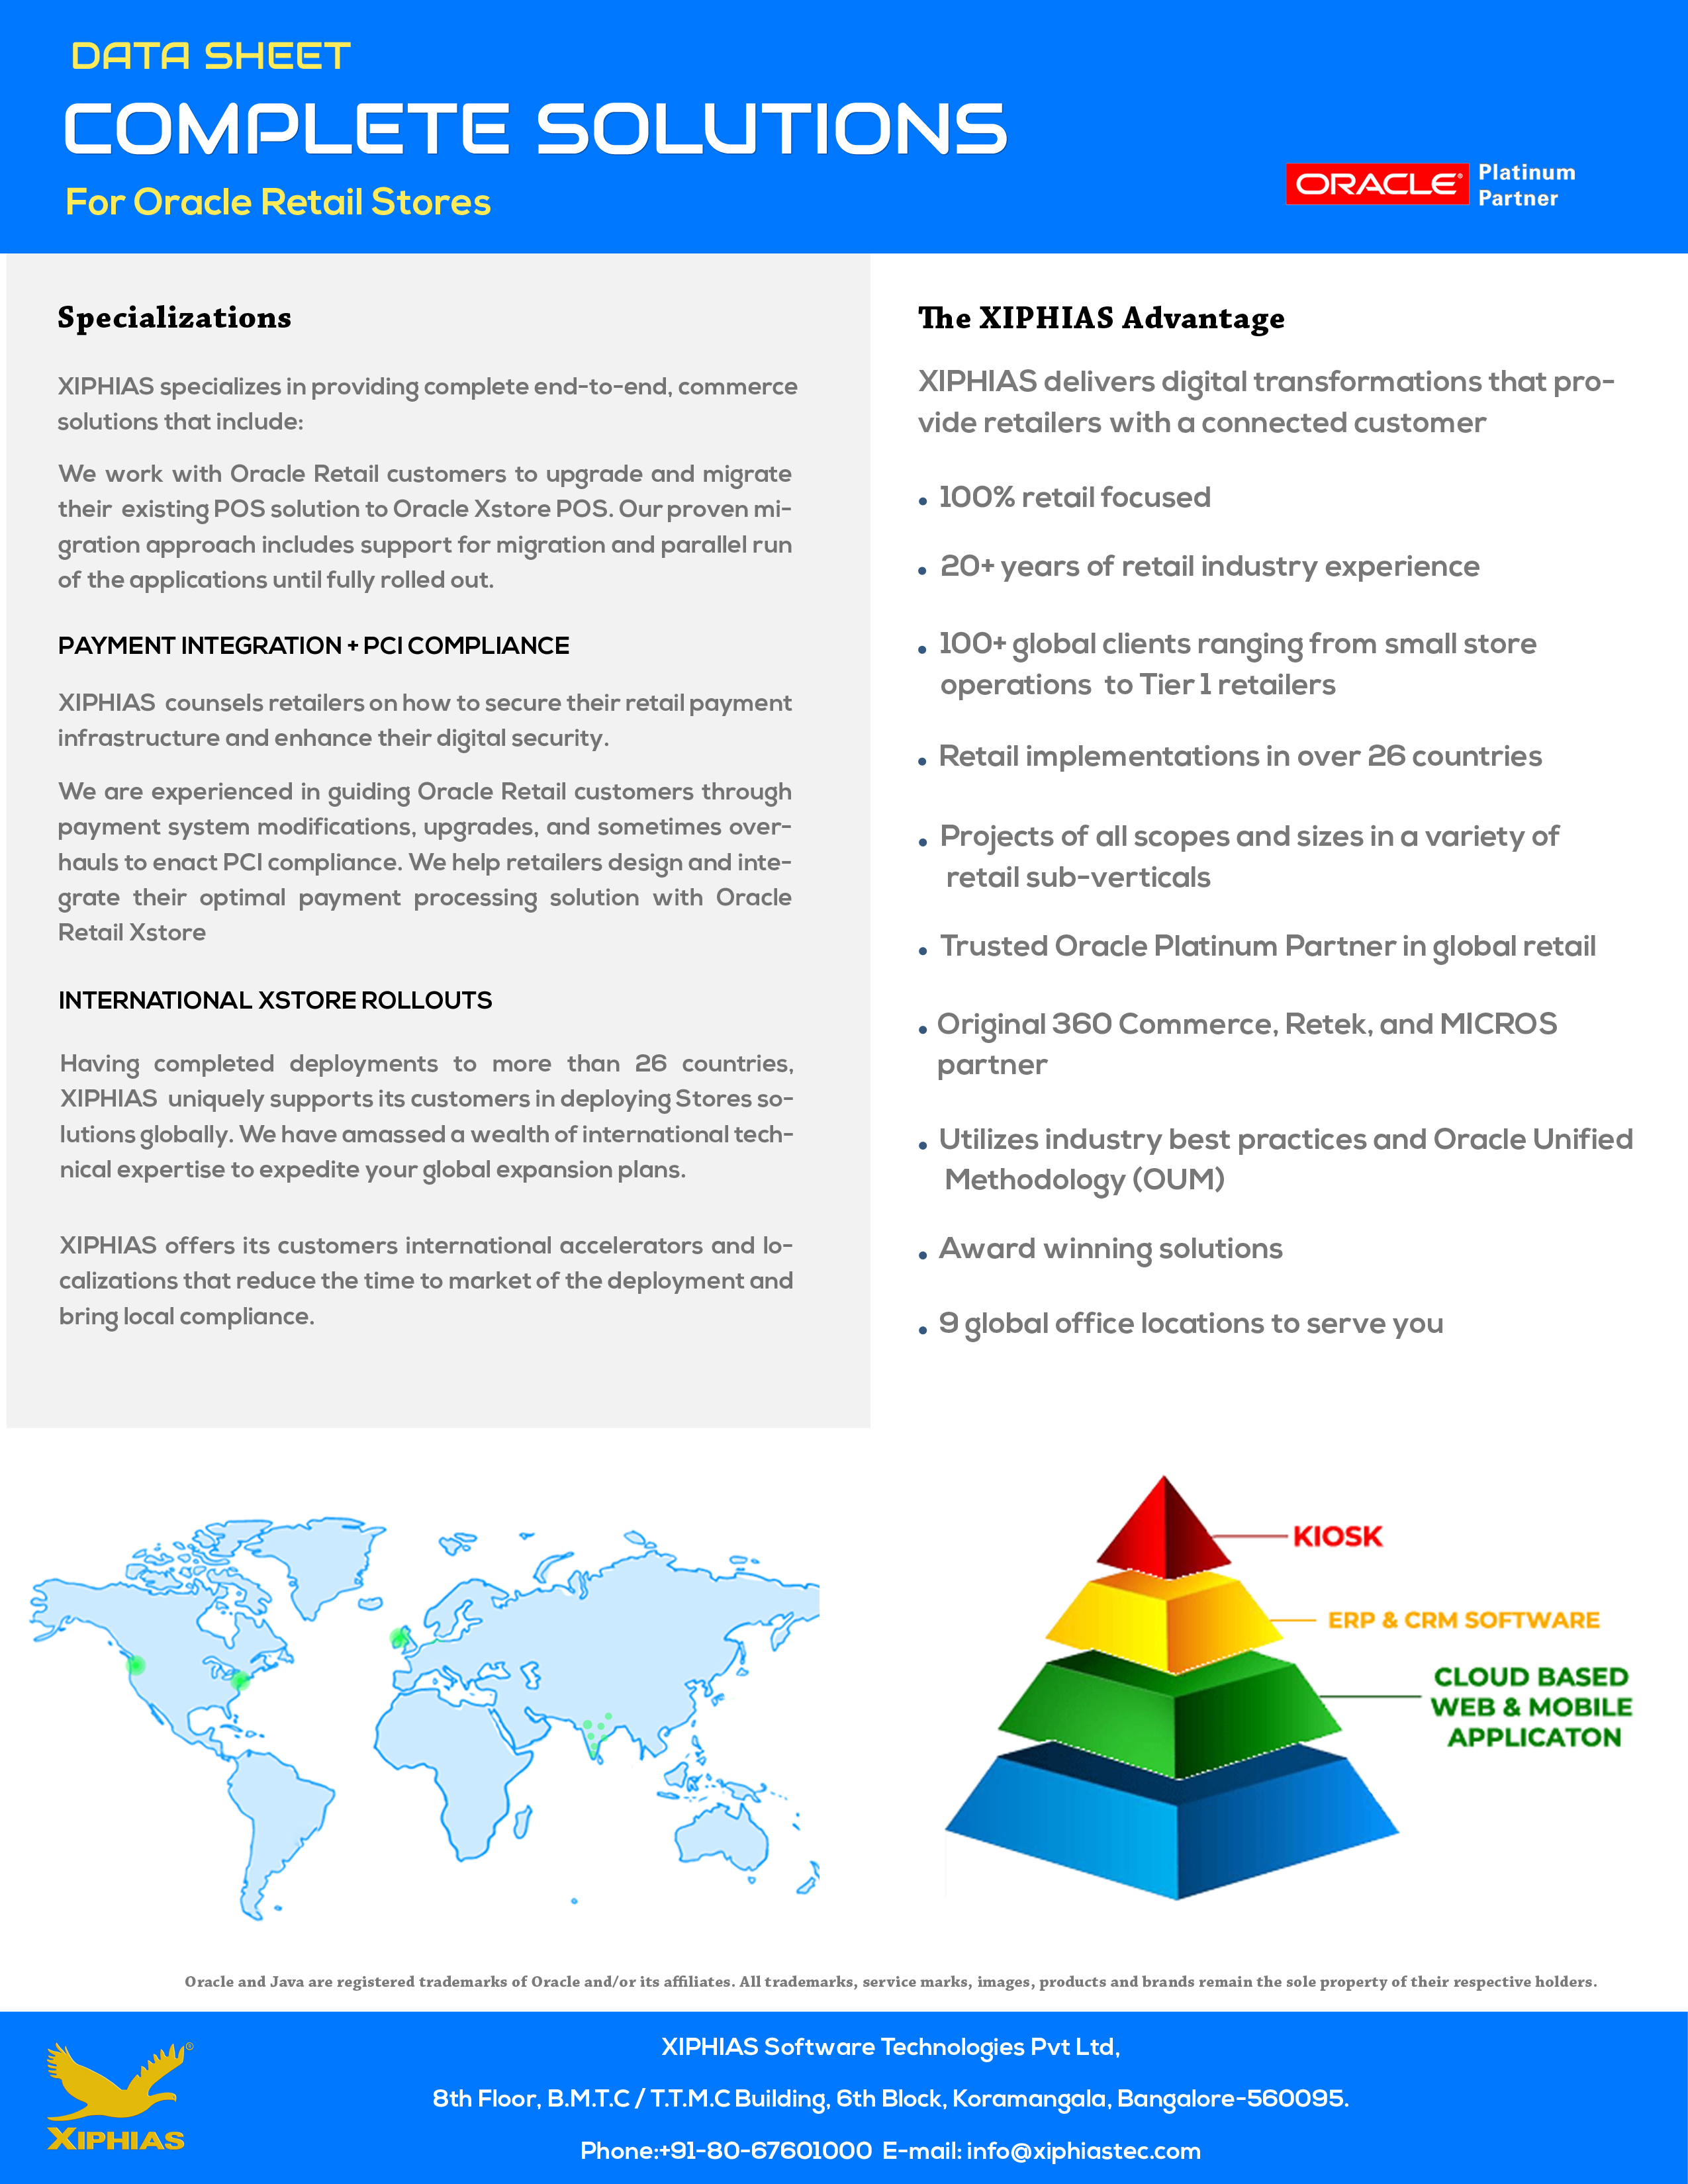 DATA SHEET
COMPLETE SOLUTIONS
For Oracle Retail Stores
ORACLE®
Platinum
Partner
Specializations
XIPHIAS specializes in providing complete end-to-end, commerce
solutions that include:
We work with Oracle Retail customers to upgrade and migrate
their existing POS solution to Oracle Xstore POS. Our proven mi-
gration approach includes support for migration and parallel run
of the applications until fully rolled out.
PAYMENT INTEGRATION + PCI COMPLIANCE
XIPHIAS counsels retailers on how to secure their retail payment
infrastructure and enhance their digital security.
We are experienced in guiding Oracle Retail customers through
payment system modifications, upgrades, and sometimes over-
hauls to enact PCI compliance. We help retailers design and inte-
grate their optimal payment processing solution with Oracle
Retail Xstore
INTERNATIONAL XSTORE ROLLOUTS
Having completed deployments to more than 26 countries,
XIPHIAS uniquely supports its customers in deploying Stores so-
lutions globally. We have amassed a wealth of international tech-
nical expertise to expedite your global expansion plans.
XIPHIAS offers its customers international accelerators and lo-
calizations that reduce the time to market of the deployment and
bring local compliance.
The XIPHIAS Advantage
XIPHIAS delivers digital transformations that pro-
vide retailers with a connected customer
• 100% retail focused
• 20+ years of retail industry experience
• 100+ global clients ranging from small store
operations to Tier 1 retailers
• Retail implementations in over 26 countries
• Projects of all scopes and sizes in a variety of
retail sub-verticals
• Trusted Oracle Platinum Partner in global retail
• Original 360 Commerce, Retek, and MICROS
partner
• Utilizes industry best practices and Oracle Unified
Methodology (OUM)
• Award winning solutions
• 9 global office locations to serve you
KIOSK
ERP & CRM SOFTWARE
CLOUD BASED
WEB & MOBILE
APPLICATON
Oracle and Java are registered trademarks of Oracle and/or its affiliates. All trademarks, service marks, images, products and brands remain the sole property of their respective holders.
XIPHIAS®
XIPHIAS Software Technologies Pvt Ltd,
8th Floor, B.M.T.C / T.T.M.C Building, 6th Block, Koramangala, Bangalore-560095.
Phone:+91-80-67601000 E-mail: info@xiphiastec.com